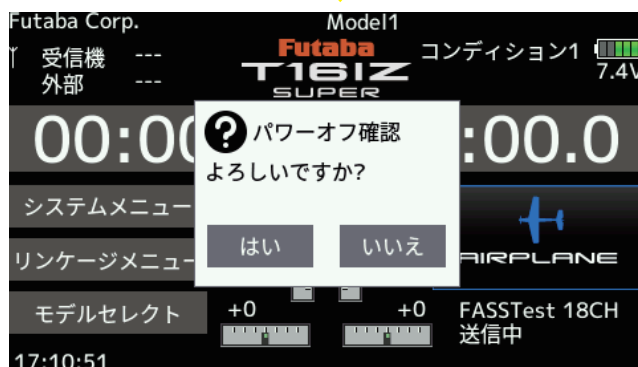 Futaba Corp.
Model1
受信機 ---
外部 ---
Futaba
T16IZ
SUPER
コンディション1
7.4V
00:00
:00.0
パワーオフ確認
よろしいですか?
はい
いいえ
システムメニュー
リンケージメニュー
モデルセレクト
AIRPLANE
+0
+0
FASSTest 18CH
送信中
17:10:51